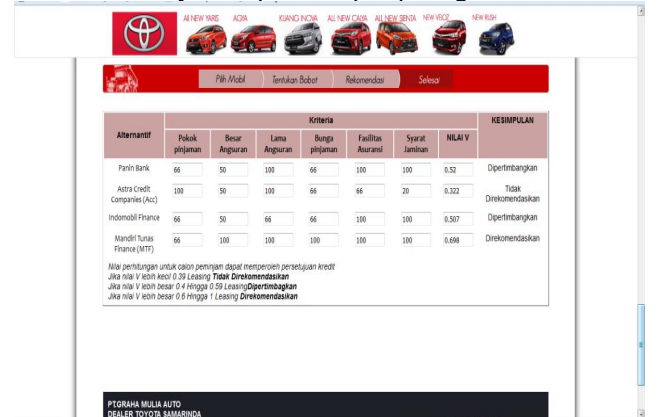 All NEW YARIS AGYA KIJANG INOVA ALL NEW CALYA ALL NEW SIENTA NEW VELOZ NEW RUSH
Pilih Mobil Tentukan Bobot Rekomendasi Selesai
Alternantif Kriteria KESIMPULAN
Pokok pinjaman Besar Angsuran Lama Angsuran Bunga pinjaman Fasilitas Asuransi Syarat Jaminan NILAI V
Panin Bank 66 50 100 66 100 100 0.52 Dipertimbangkan
Astra Credit Companies (Acc) 100 50 100 66 66 20 0.322 Tidak Direkomendasikan
Indomobil Finance 66 50 66 66 100 100 0.507 Dipertimbangkan
Mandiri Tunas Finance (MTF) 66 100 100 100 100 100 0.698 Direkomendasikan
Nilai perhitungan untuk calon peminjam dapat memperoleh persetujuan kredit
Jika nilai V lebih kecil 0.39 Leasing Tidak Direkomendasikan
Jika nilai V lebih besar 0.4 Hingga 0.59 LeasingDipertimbagkan
Jika nilai V lebih besar 0.6 Hingga 1 Leasing Direkomendasikan
PT.GRAHA MULIA AUTO
DEALER TOYOTA SAMARINDA